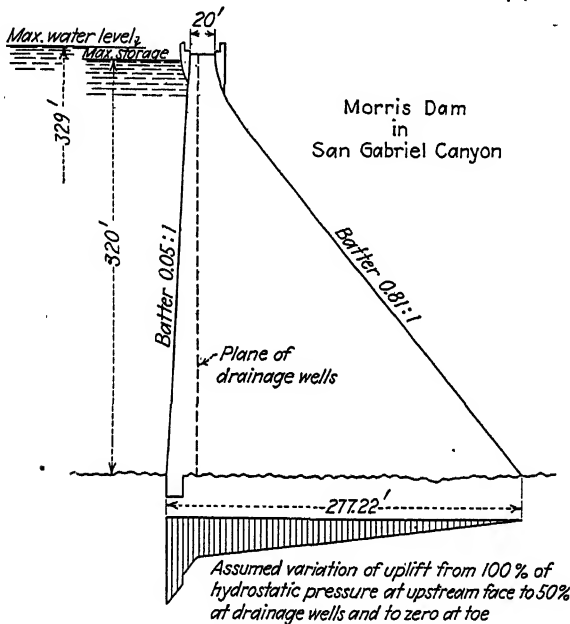 20'
Max. water level
Max. storage
329'
320'
Morris Dam
in
San Gabriel Canyon
Batter 0.05:1
Batter 0.81:1
Plane of
drainage wells
277.22'
Assumed variation of uplift from 100% of
hydrostatic pressure at upstream face to 50%
at drainage wells and to zero at toe